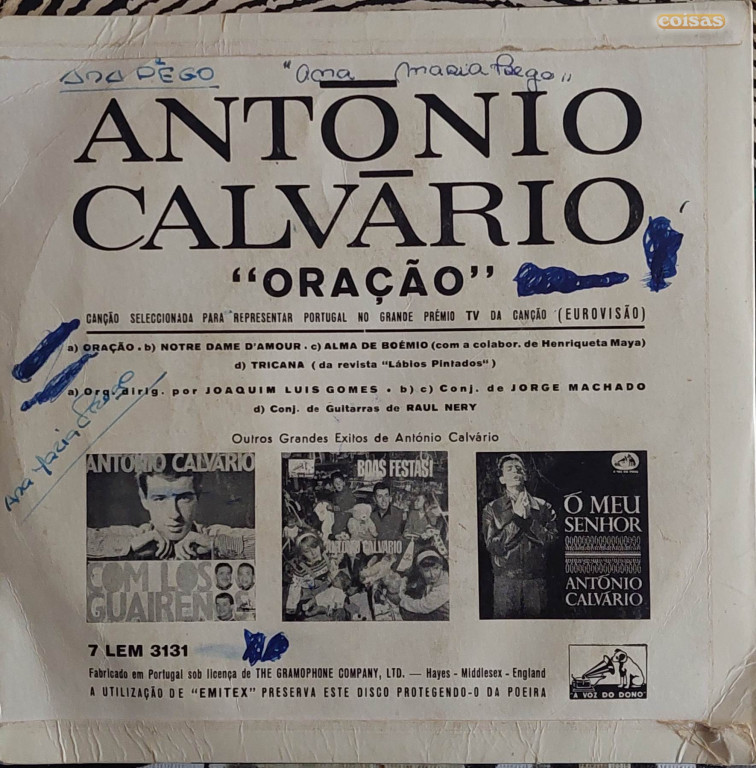 coisas
ANA PÊGO "Ana Maria Pego"
ANTÓNIO
CALVÁRIO
"ORAÇÃO"
CANÇÃO SELECCIONADA PARA REPRESENTAR PORTUGAL NO GRANDE PRÉMIO TV DA CANÇÃO (EUROVISÃO)
a) ORAÇÃO • b) NOTRE DAME D'AMOUR • c) ALMA DE BOÉMIO (com a colabor. de Henriqueta Maya)
d) TRICANA (da revista "Lábios Pintados")
a) Orq. dirig. por JOAQUIM LUIS GOMES • b) c) Conj. de JORGE MACHADO
d) Conj. de Guitarras de RAUL NERY
Ana Maria
Outros Grandes Exitos de António Calvário
ANTONIO CALVARIO
COM LOS
GUAIREN
BOAS FESTAS!
ANTONIO CALVARIO
Ó MEU
SENHOR
ANTÓNIO
CALVÁRIO
7 LEM 3131
Fabricado em Portugal sob licença de THE GRAMOPHONE COMPANY, LTD. — Hayes - Middlesex - England
A UTILIZAÇÃO DE "EMITEX" PRESERVA ESTE DISCO PROTEGENDO-O DA POEIRA
"A VOZ DO DONO"